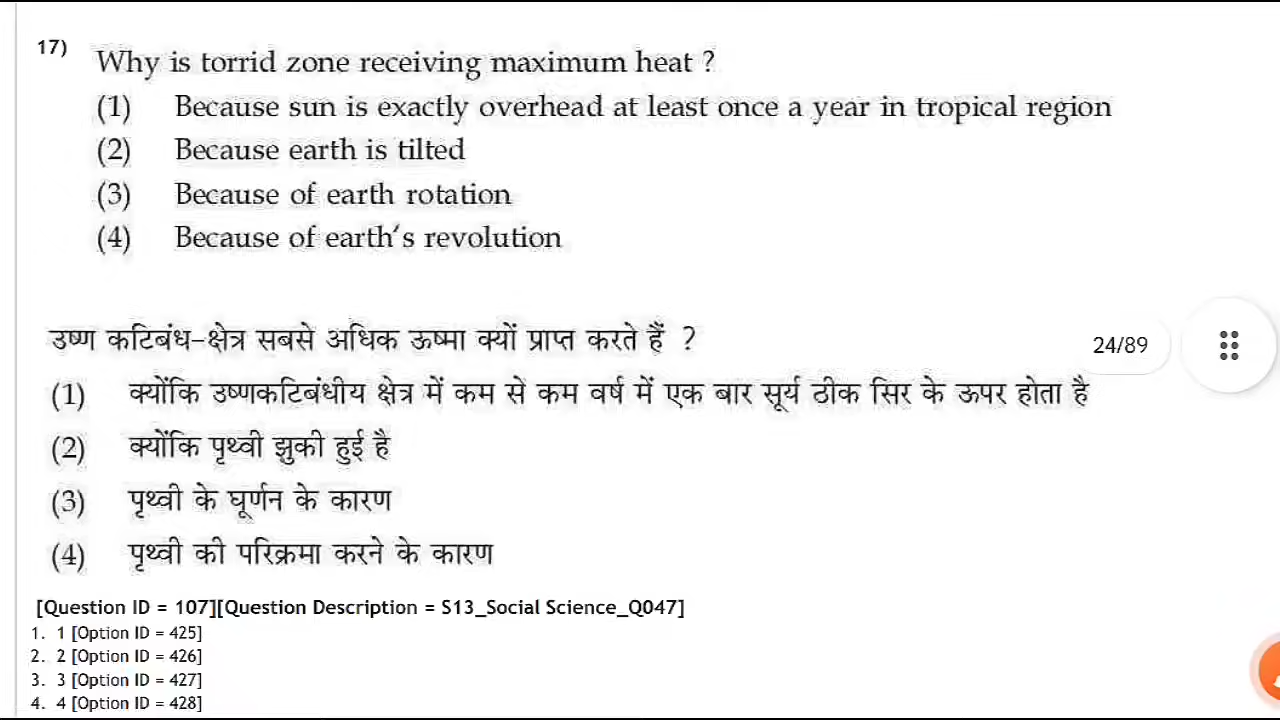 17) Why is torrid zone receiving maximum heat ?
(1) Because sun is exactly overhead at least once a year in tropical region
(2) Because earth is tilted
(3) Because of earth rotation
(4) Because of earth's revolution
उष्ण कटिबंध-क्षेत्र सबसे अधिक ऊष्मा क्यों प्राप्त करते हैं ?
24/89
(1) क्योंकि उष्णकटिबंधीय क्षेत्र में कम से कम वर्ष में एक बार सूर्य ठीक सिर के ऊपर होता है
(2) क्योंकि पृथ्वी झुकी हुई है
(3) पृथ्वी के घूर्णन के कारण
(4) पृथ्वी की परिक्रमा करने के कारण
[Question ID = 107][Question Description = S13_Social Science_Q047]
1. 1 [Option ID = 425]
2. 2 [Option ID = 426]
3. 3 [Option ID = 427]
4. 4 [Option ID = 428]